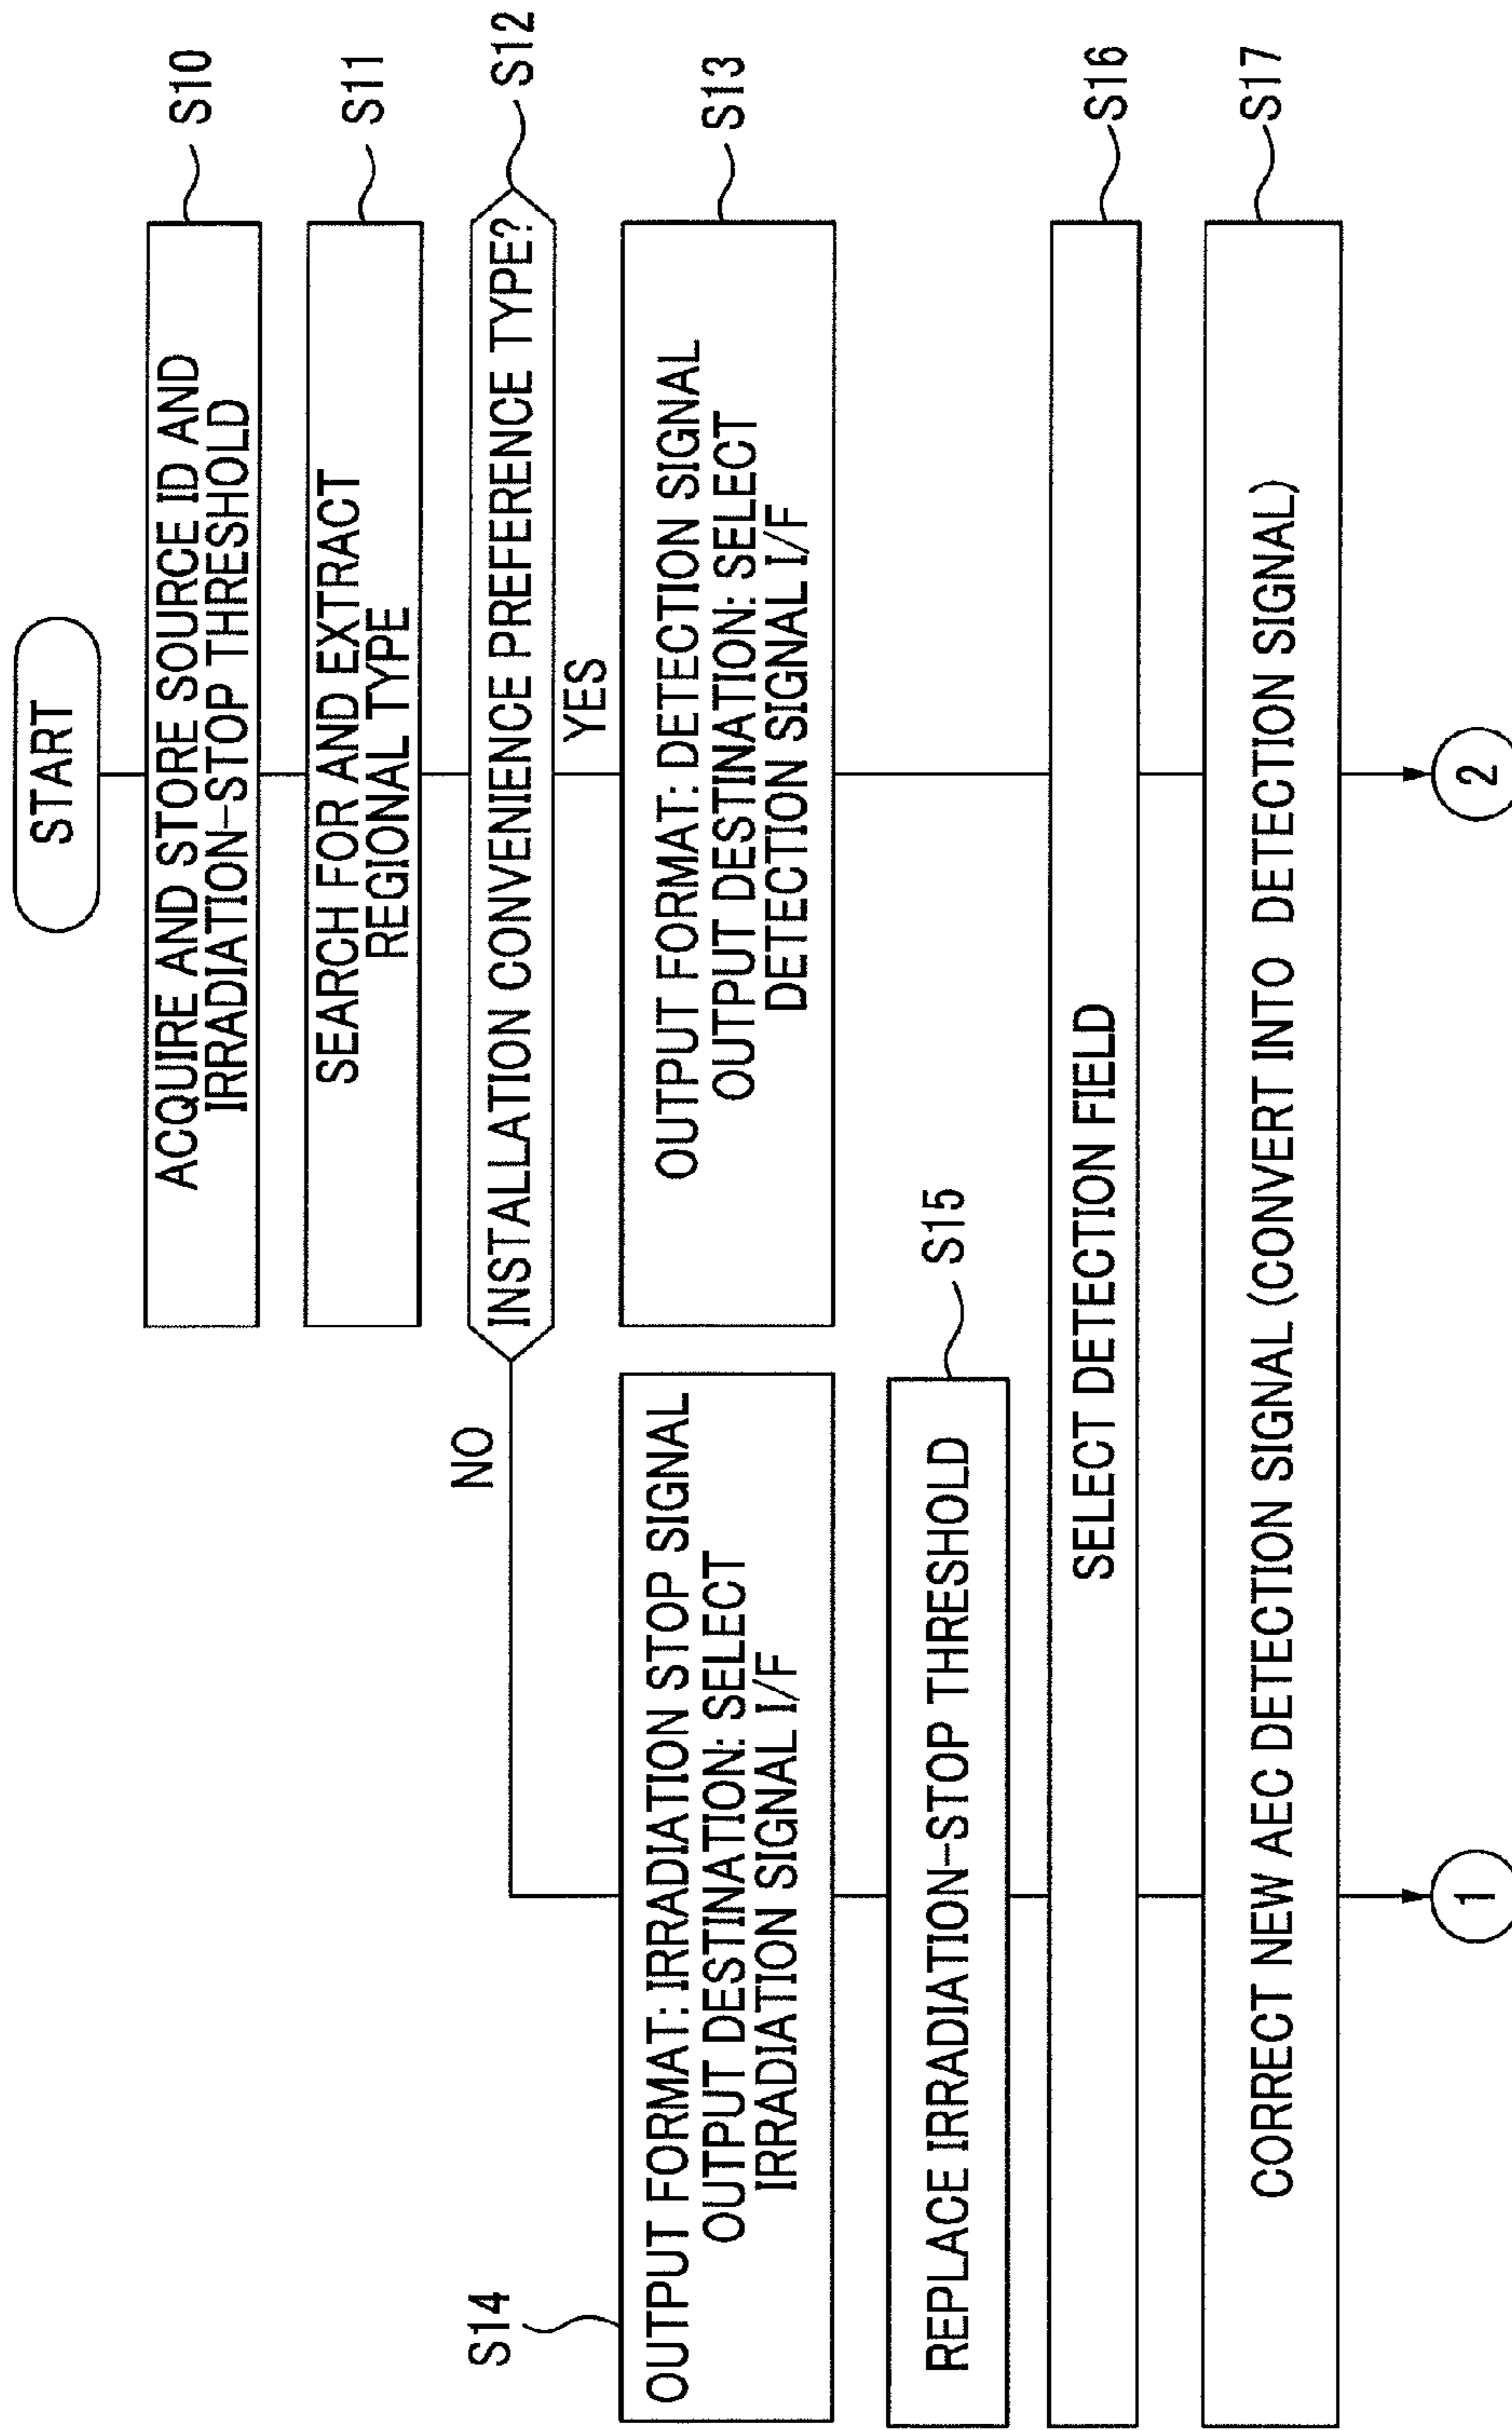 START
ACQUIRE AND STORE SOURCE ID AND
IRRADIATION-STOP THRESHOLD
S10
SEARCH FOR AND EXTRACT
REGIONAL TYPE
S11
INSTALLATION CONVENIENCE PREFERENCE TYPE?
S12
NO
YES
S14
OUTPUT FORMAT: IRRADIATION STOP SIGNAL
OUTPUT DESTINATION: SELECT
IRRADIATION SIGNAL I/F
OUTPUT FORMAT: DETECTION SIGNAL
OUTPUT DESTINATION: SELECT
DETECTION SIGNAL I/F
S13
REPLACE IRRADIATION-STOP THRESHOLD
S15
SELECT DETECTION FIELD
S16
CORRECT NEW AEC DETECTION SIGNAL (CONVERT INTO DETECTION SIGNAL)
S17
1
2